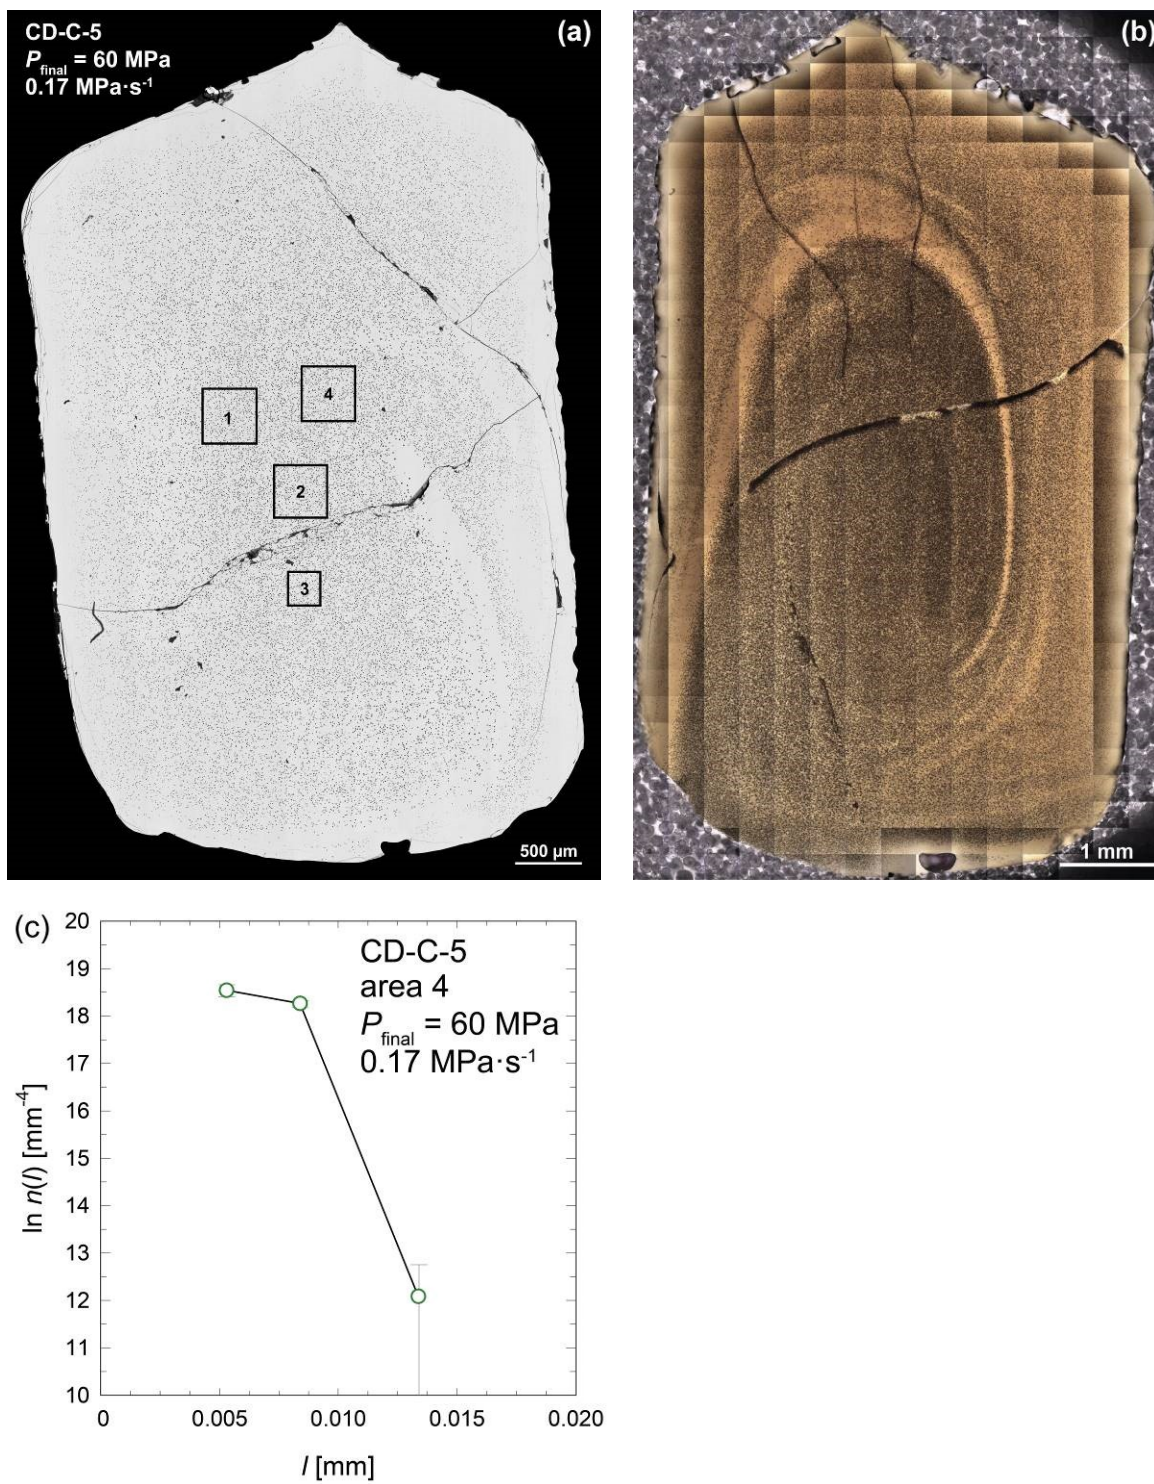 CD-C-5
P_final = 60 MPa
0.17 MPa·s⁻¹
(a)
1
4
2
3
500 µm
(b)
1 mm
(c)
CD-C-5
area 4
P_final = 60 MPa
0.17 MPa·s⁻¹
20
19
18
17
16
15
14
13
12
11
10
ln n(l) [mm⁻⁴]
0
0.005
0.010
0.015
0.020
l [mm]